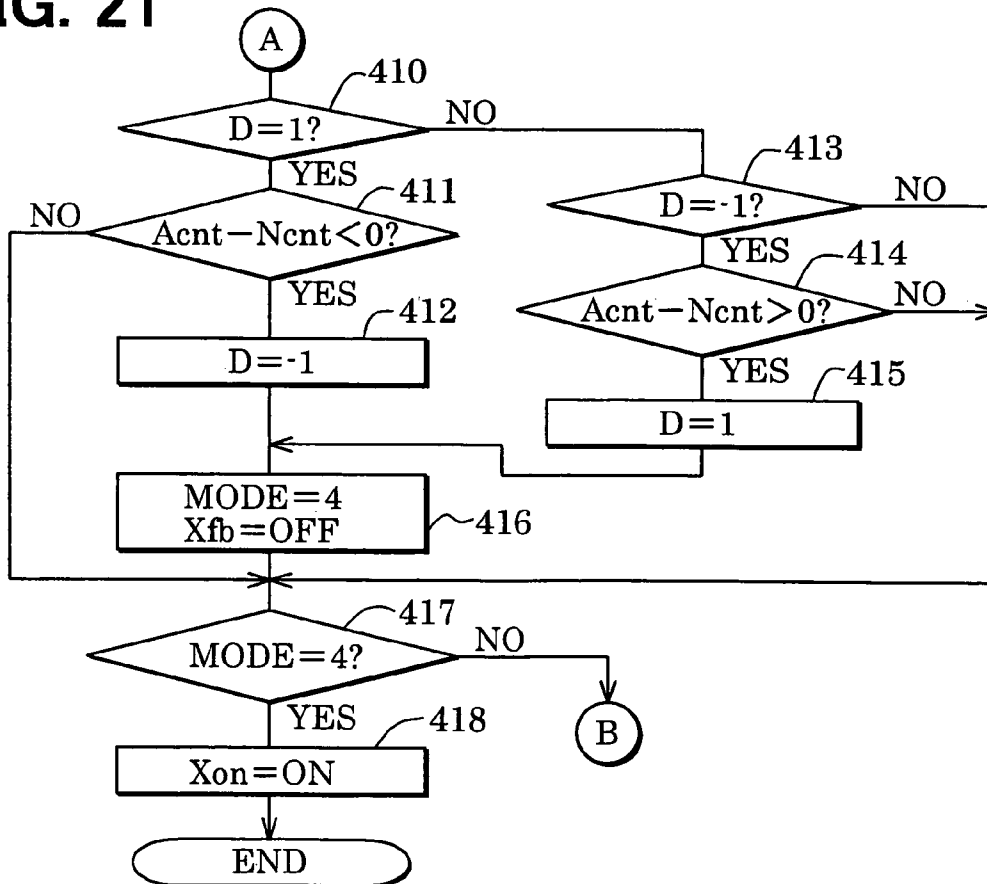 FIG. 21
A
410
D=1?
NO
YES
413
D=-1?
NO
YES
411
NO
Acnt−Ncnt<0?
YES
414
Acnt−Ncnt>0?
NO
YES
412
D=-1
415
D=1
MODE=4
Xfb=OFF
416
417
MODE=4?
NO
YES
B
418
Xon=ON
END